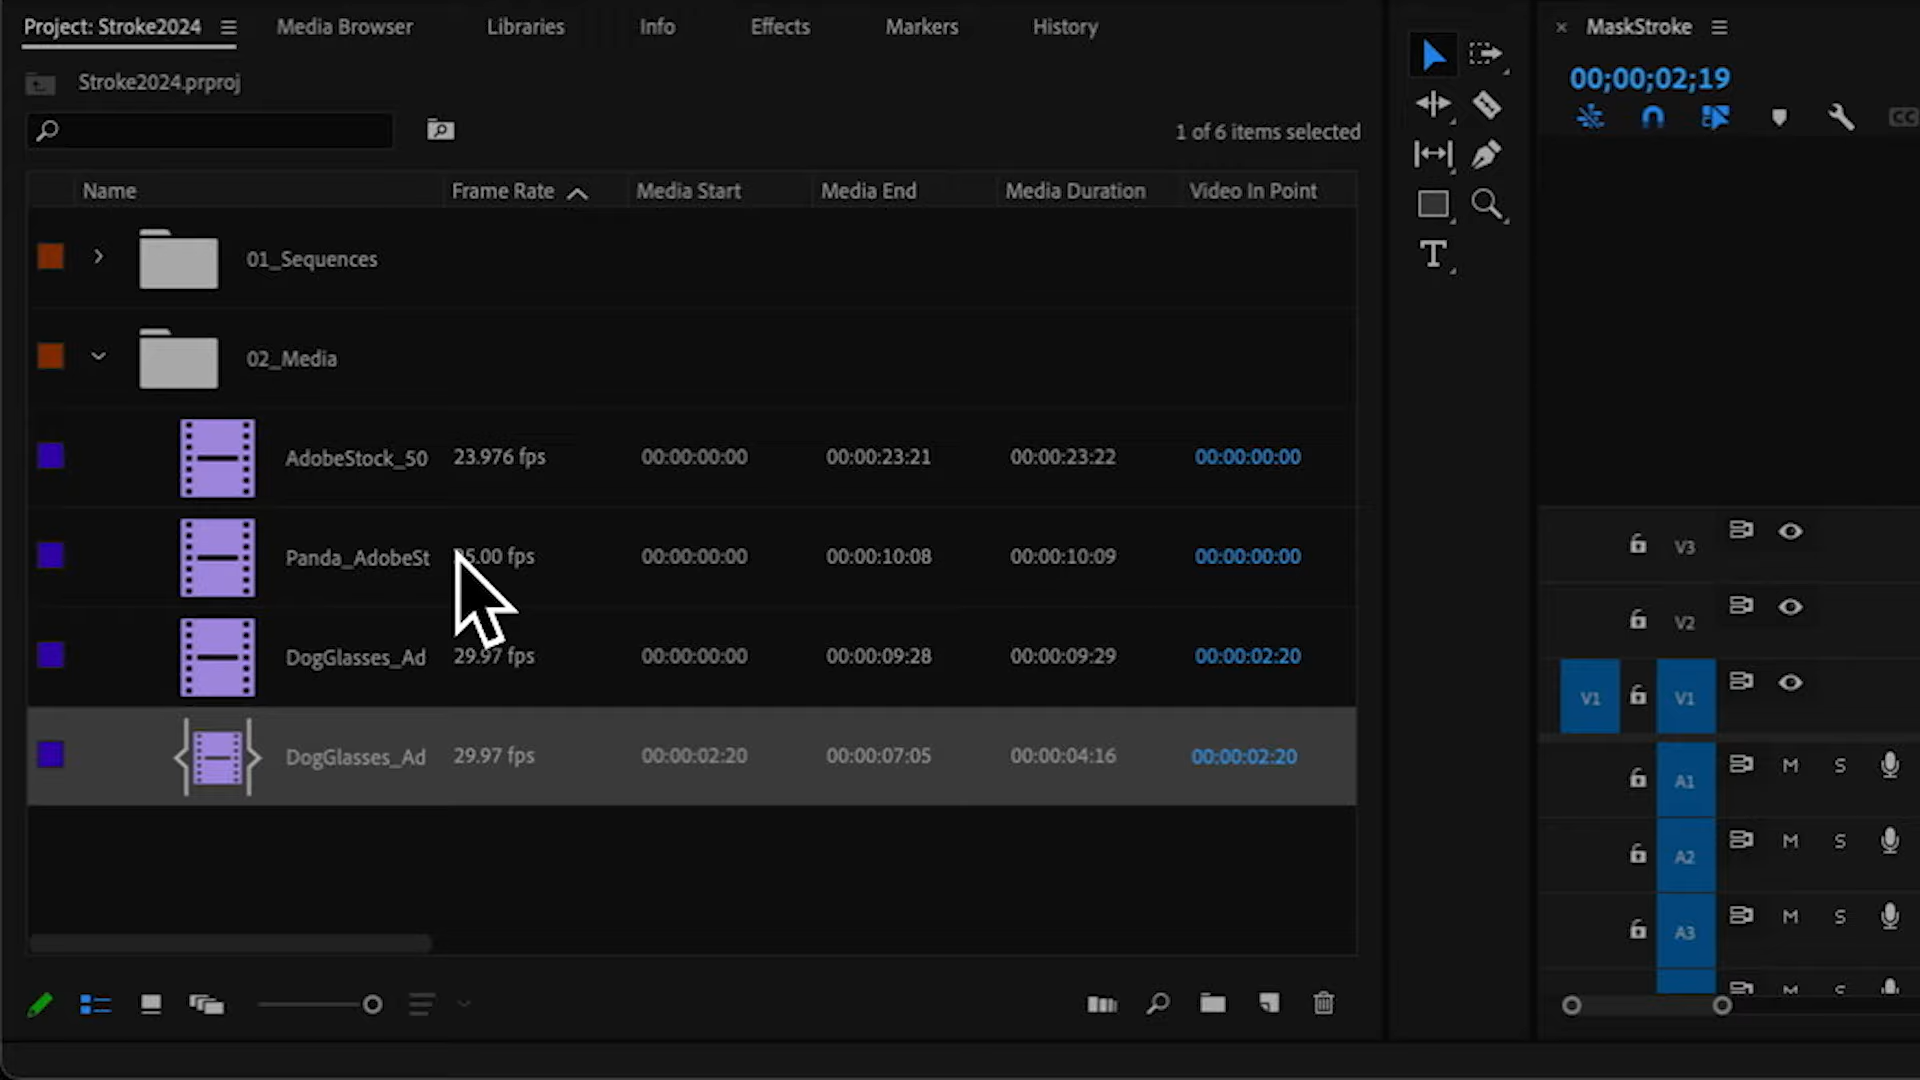 Project: Stroke2024
Media Browser
Libraries
Info
Effects
Markers
History
MaskStroke
Stroke2024.prproj
00;00;02;19
1 of 6 items selected
CC
Name Frame Rate Media Start Media End Media Duration Video In Point
01_Sequences
02_Media
AdobeStock_50 23.976 fps 00:00:00:00 00:00:23:21 00:00:23:22 00:00:00:00
Panda_AdobeSt 25.00 fps 00:00:00:00 00:00:10:08 00:00:10:09 00:00:00:00
DogGlasses_Ad 29.97 fps 00:00:00:00 00:00:09:28 00:00:09:29 00:00:02:20
DogGlasses_Ad 29.97 fps 00:00:02:20 00:00:07:05 00:00:04:16 00:00:02:20
V3
V2
V1 V1
A1 M S
A2 M S
A3 M S